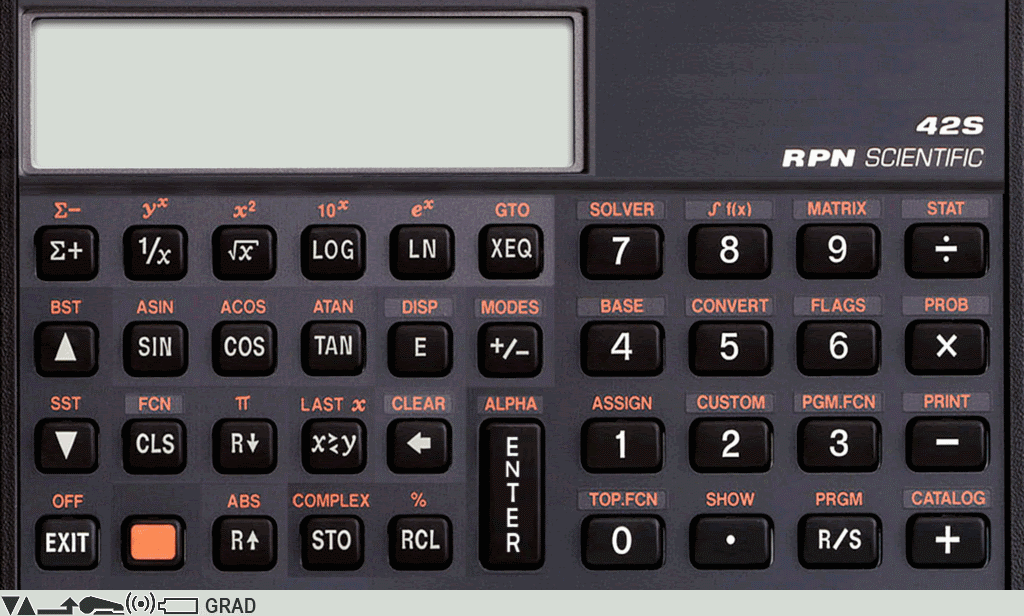 42S
RPN SCIENTIFIC
Σ− yˣ x² 10ˣ eˣ GTO SOLVER ∫f(x) MATRIX STAT
Σ+ 1/x √x LOG LN XEQ 7 8 9 ÷
BST ASIN ACOS ATAN DISP MODES BASE CONVERT FLAGS PROB
▲ SIN COS TAN E +/− 4 5 6 ×
SST FCN π LAST x CLEAR ALPHA ASSIGN CUSTOM PGM.FCN PRINT
▼ CLS R↓ x≷y ← ENTER 1 2 3 −
OFF ABS COMPLEX % TOP.FCN SHOW PRGM CATALOG
EXIT R↑ STO RCL 0 . R/S +
▼▲ GRAD